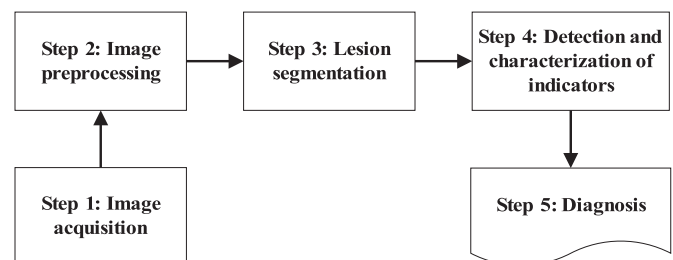 Step 2: Image
preprocessing
Step 3: Lesion
segmentation
Step 4: Detection and
characterization of
indicators
Step 1: Image
acquisition
Step 5: Diagnosis